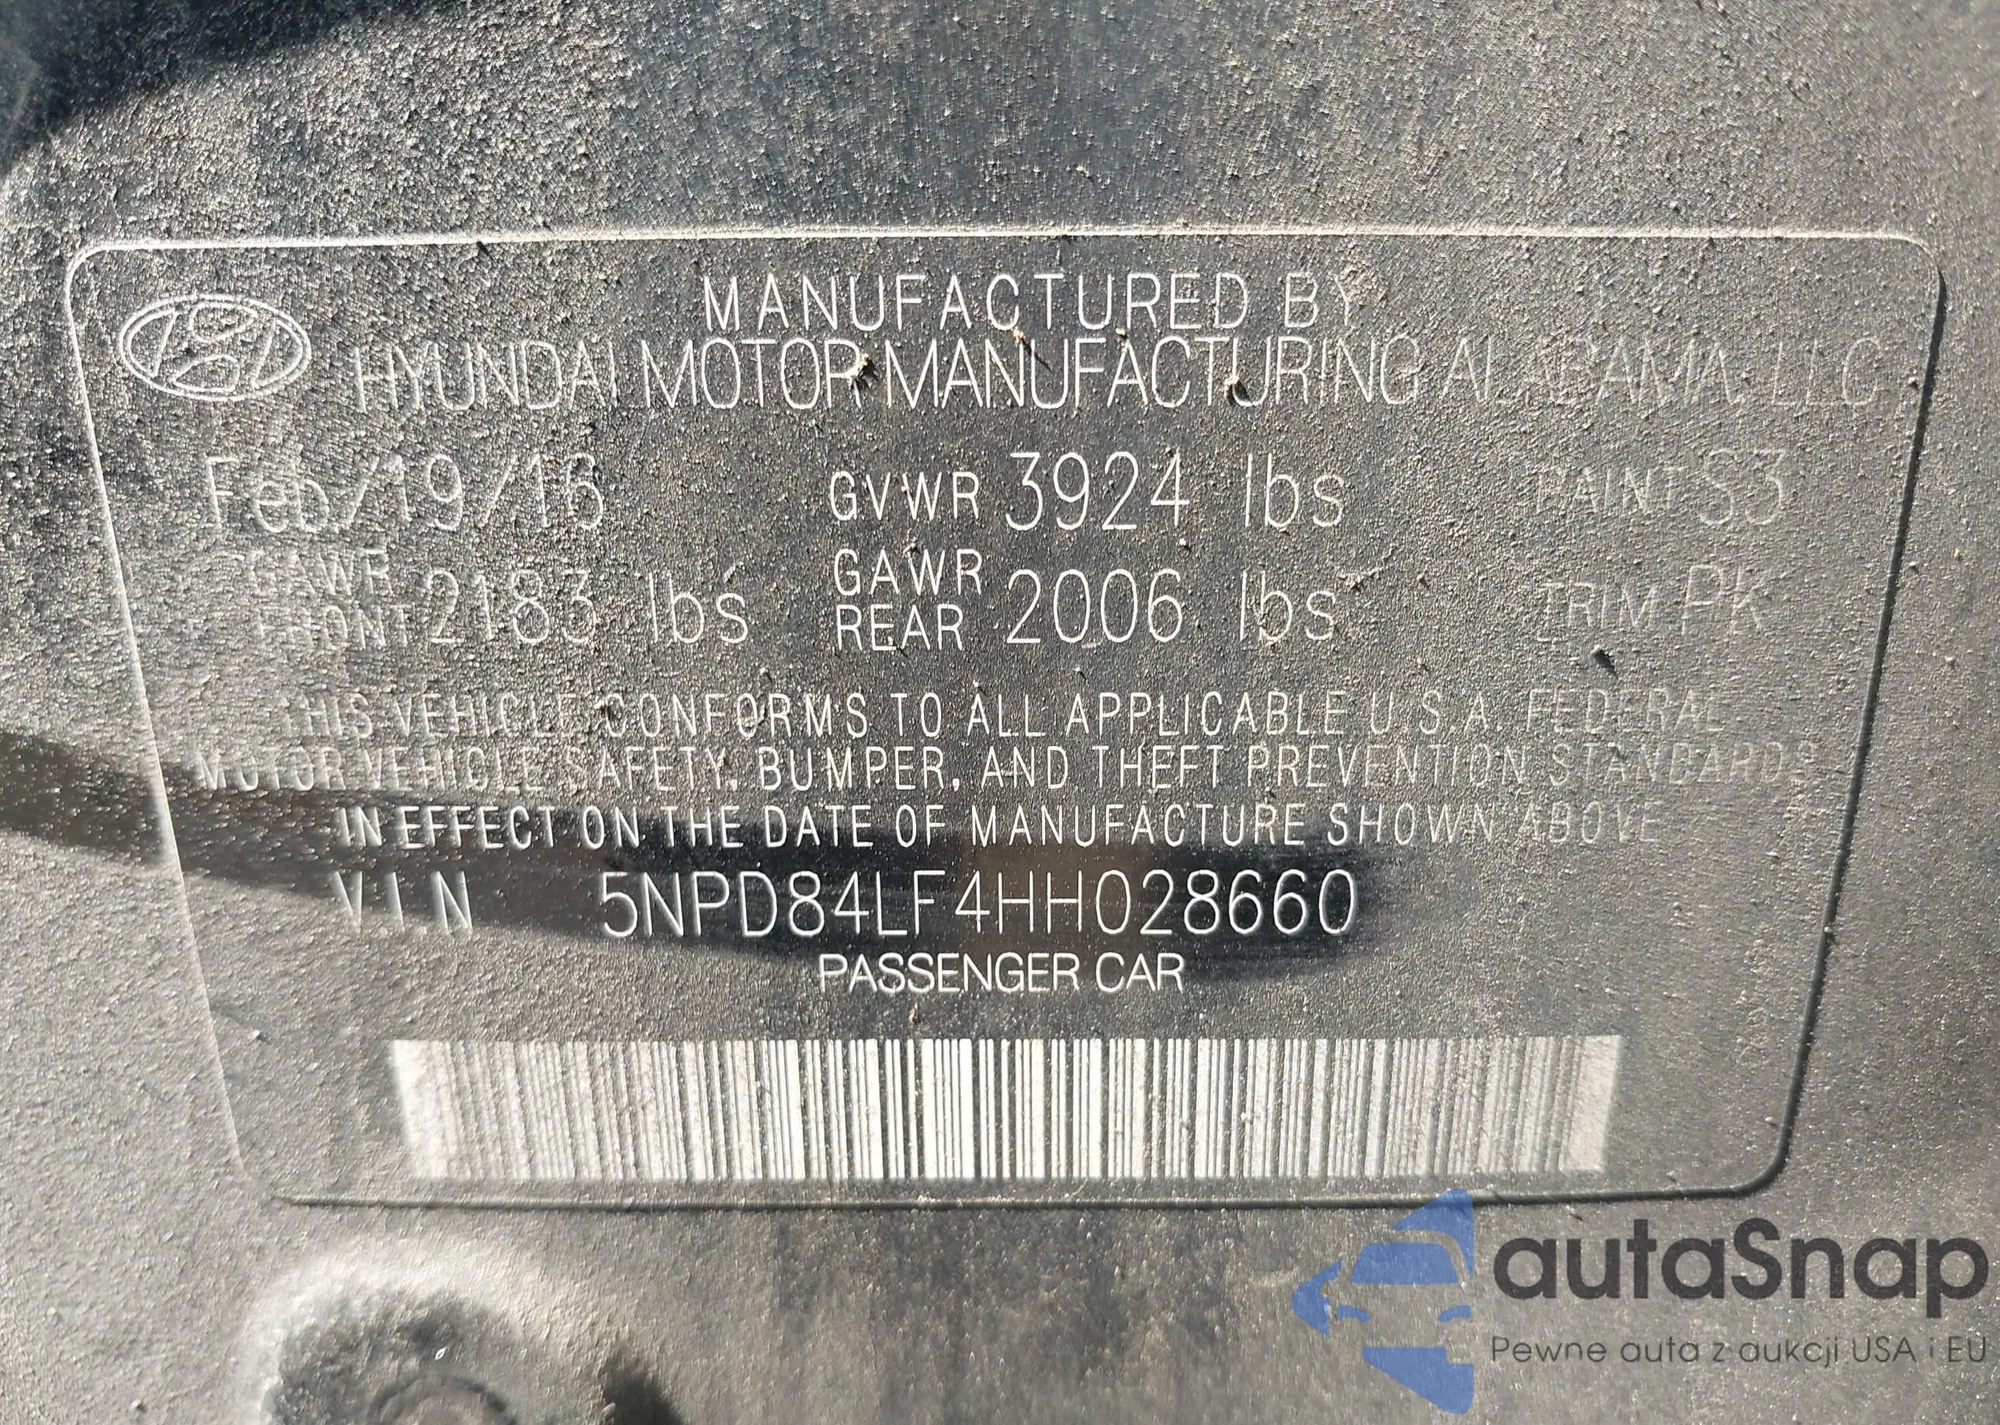 MANUFACTURED BY
HYUNDAI MOTOR MANUFACTURING ALABAMA, LLC
Feb/19/16 GVWR 3924 lbs PAINT S3
GAWR FRONT 2183 lbs GAWR REAR 2006 lbs TRIM PK
THIS VEHICLE CONFORMS TO ALL APPLICABLE U.S.A. FEDERAL
MOTOR VEHICLE SAFETY, BUMPER, AND THEFT PREVENTION STANDARDS
IN EFFECT ON THE DATE OF MANUFACTURE SHOWN ABOVE
V.I.N 5NPD84LF4HH028660
PASSENGER CAR
autaSnap
Pewne auta z aukcji USA i EU